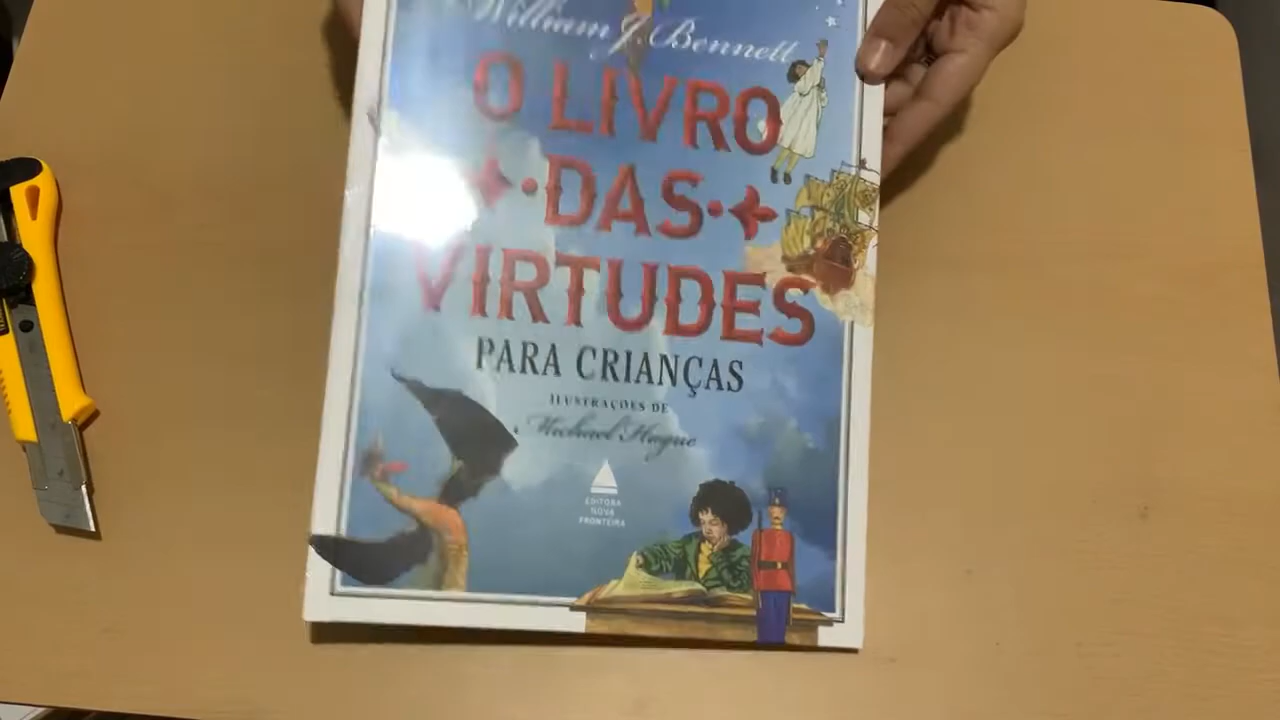 William J. Bennett
O LIVRO
DAS
VIRTUDES
PARA CRIANÇAS
ILUSTRAÇÕES DE
Michael Hague
EDITORA
NOVA
FRONTEIRA